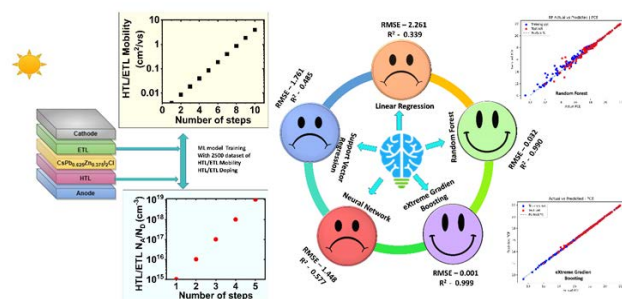 HTL/ETL Mobility
(cm²/vs)
1
0.1
0.01
0 2 4 6 8 10
Number of steps
Cathode
ETL
CsPb₀.₆₂₅Zn₀.₃₇₅I₂Cl
HTL
Anode
ML model Training
With 2500 dataset of
HTL/ETL Mobility
HTL/ETL Doping
HTL/ETL Nₐ/N_D (cm⁻³)
10¹⁹
10¹⁸
10¹⁷
10¹⁶
10¹⁵
1 2 3 4 5
Number of steps
RMSE – 2.261
R² - 0.339
Linear Regression
RMSE – 1.761
R² - 0.485
Support Vector
Regression
Random Forest
RMSE – 0.032
R² - 0.990
Neural Network
RMSE – 1.448
R² - 0.577
eXtreme Gradien
Boosting
RMSE – 0.001
R² - 0.999
Random Forest
eXtreme Gradient
Boosting